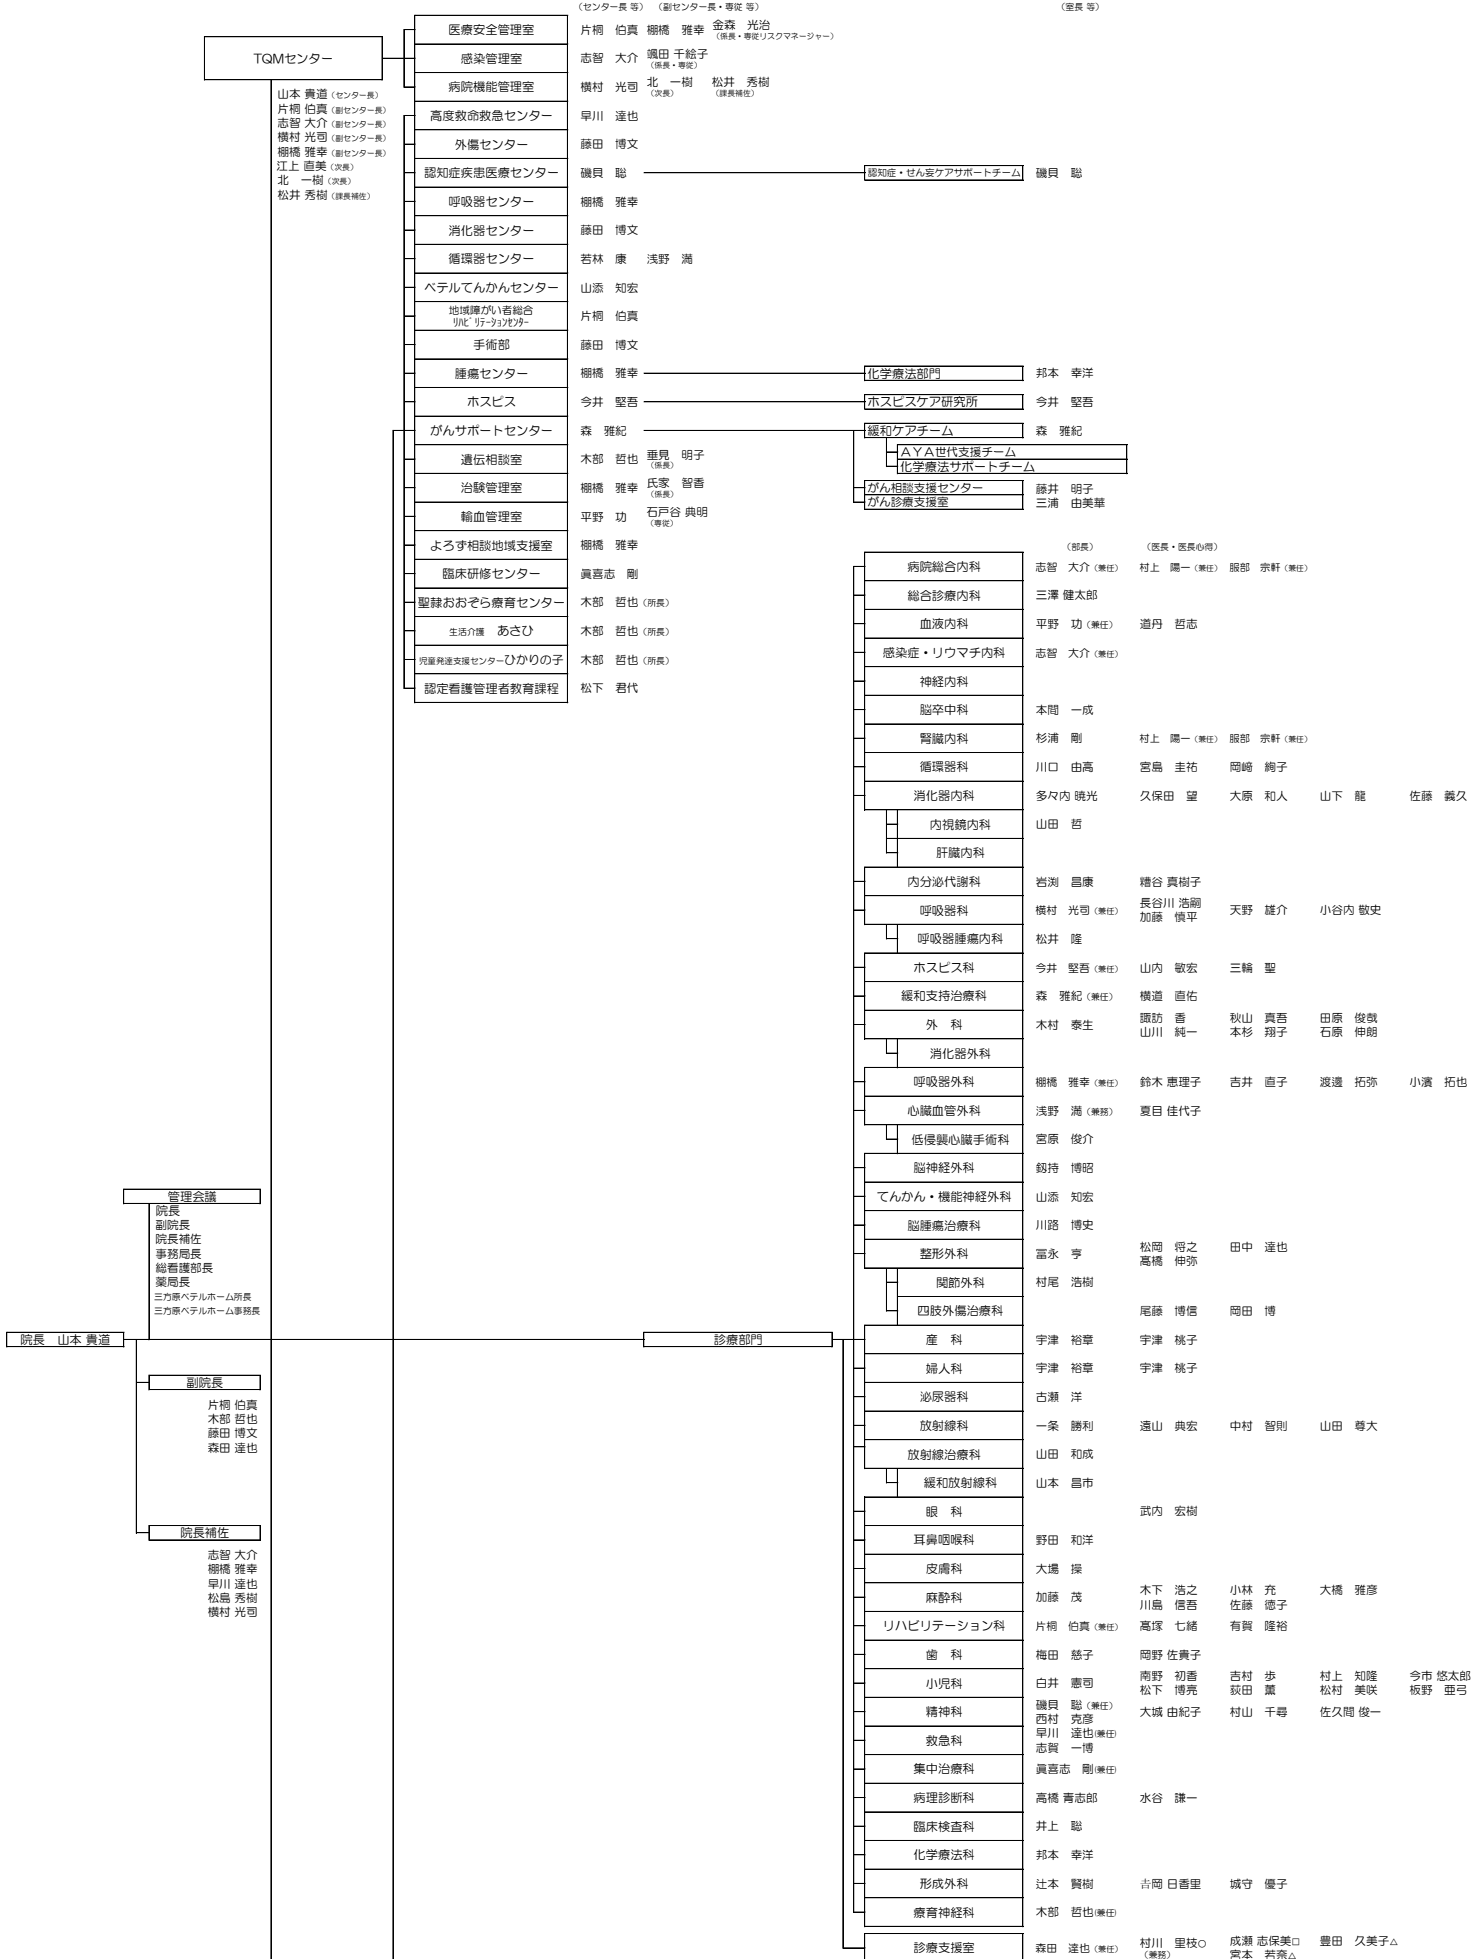 （センター長 等）　（副センター長・専従 等）　（室長 等）
TQMセンター
山本 貴道（センター長）
片桐 伯真（副センター長）
志智 大介（副センター長）
横村 光司（副センター長）
棚橋 雅幸（副センター長）
江上 直美（次長）
北　一樹（次長）
松井 秀樹（課長補佐）
医療安全管理室　片桐　伯真　棚橋　雅幸　金森　光治
（係長・専従リスクマネージャー）
感染管理室　志智　大介　颯田 千絵子
（係長・専従）
病院機能管理室　横村　光司　北　一樹　松井　秀樹
（次長）　（課長補佐）
高度救命救急センター　早川　達也
外傷センター　藤田　博文
認知症疾患医療センター　磯貝　聡　認知症・せん妄ケアサポートチーム　磯貝　聡
呼吸器センター　棚橋　雅幸
消化器センター　藤田　博文
循環器センター　若林　康　浅野　満
ベテルてんかんセンター　山添　知宏
地域障がい者総合
ﾘﾊﾋﾞﾘﾃｰｼｮﾝｾﾝﾀｰ　片桐　伯真
手術部　藤田　博文
腫瘍センター　棚橋　雅幸　化学療法部門　邦本　幸洋
ホスピス　今井　堅吾　ホスピスケア研究所　今井　堅吾
がんサポートセンター　森　雅紀　緩和ケアチーム　森　雅紀
ＡＹＡ世代支援チーム
化学療法サポートチーム
遺伝相談室　木部　哲也　垂見　明子
（係長）
治験管理室　棚橋　雅幸　氏家　智香
（係長）
がん相談支援センター　藤井　明子
がん診療支援室　三浦　由美華
輸血管理室　平野　功　石戸谷 典明
（専従）
よろず相談地域支援室　棚橋　雅幸
臨床研修センター　眞喜志　剛
聖隷おおぞら療育センター　木部　哲也（所長）
生活介護　あさひ　木部　哲也（所長）
児童発達支援センターひかりの子　木部　哲也（所長）
認定看護管理者教育課程　松下　君代
（部長）　（医長・医長心得）
病院総合内科　志智　大介（兼任）　村上　陽一（兼任）　服部　宗軒（兼任）
総合診療内科　三澤 健太郎
血液内科　平野　功（兼任）　道丹　哲志
感染症・リウマチ内科　志智　大介（兼任）
神経内科
脳卒中科　本間　一成
腎臓内科　杉浦　剛　村上　陽一（兼任）　服部　宗軒（兼任）
循環器科　川口　由高　宮島　圭祐　岡﨑　絢子
消化器内科　多々内 暁光　久保田　望　大原　和人　山下　龍　佐藤　義久
内視鏡内科　山田　哲
肝臓内科
内分泌代謝科　岩渕　昌康　糟谷 真樹子
呼吸器科　横村　光司（兼任）　長谷川 浩嗣　天野　雄介　小谷内 敬史
加藤　慎平
呼吸器腫瘍内科　松井　隆
ホスピス科　今井　堅吾（兼任）　山内　敏宏　三輪　聖
緩和支持治療科　森　雅紀（兼任）　横道　直佑
外　科　木村　泰生　諏訪　香　秋山　真吾　田原　俊哉
山川　純一　本杉　翔子　石原　伸朗
消化器外科
呼吸器外科　棚橋　雅幸（兼任）　鈴木 恵理子　吉井　直子　渡邊　拓弥　小濱　拓也
心臓血管外科　浅野　満（兼務）　夏目 佳代子
低侵襲心臓手術科　宮原　俊介
脳神経外科　釼持　博昭
てんかん・機能神経外科　山添　知宏
脳腫瘍治療科　川路　博史
整形外科　冨永　亨　松岡　将之　田中　達也
髙橋　伸弥
関節外科　村尾　浩樹
四肢外傷治療科　尾藤　博信　岡田　博
管理会議
院長
副院長
院長補佐
事務局長
総看護部長
薬局長
三方原ベテルホーム所長
三方原ベテルホーム事務長
院長　山本 貴道　診療部門
副院長
片桐 伯真
木部 哲也
藤田 博文
森田 達也
院長補佐
志智 大介
棚橋 雅幸
早川 達也
松島 秀樹
横村 光司
産　科　宇津　裕章　宇津　桃子
婦人科　宇津　裕章　宇津　桃子
泌尿器科　古瀬　洋
放射線科　一条　勝利　遠山　典宏　中村　智則　山田　尊大
放射線治療科　山田　和成
緩和放射線科　山本　昌市
眼　科　武内　宏樹
耳鼻咽喉科　野田　和洋
皮膚科　大場　操
麻酔科　加藤　茂　木下　浩之　小林　充　大橋　雅彦
川島　信吾　佐藤　徳子
リハビリテーション科　片桐　伯真（兼任）　高塚　七緒　有賀　隆裕
歯　科　梅田　慈子　岡野 佐貴子
小児科　白井　憲司　南野　初香　吉村　歩　村上　知隆　今市 悠太郎
松下　博亮　荻田　薫　松村　美咲　板野　亜弓
精神科　磯貝　聡（兼任）　大城 由紀子　村山　千尋　佐久間 俊一
西村　克彦
救急科　早川　達也(兼任)
志賀　一博
集中治療科　眞喜志　剛(兼任)
病理診断科　高橋 青志郎　水谷　謙一
臨床検査科　井上　聡
化学療法科　邦本　幸洋
形成外科　辻本　賢樹　吉岡 日香里　城守　優子
療育神経科　木部　哲也(兼任)
診療支援室　森田　達也（兼任）　村川　里枝○　成瀬 志保美□　豊田　久美子△
（兼務）　宮本　若奈△